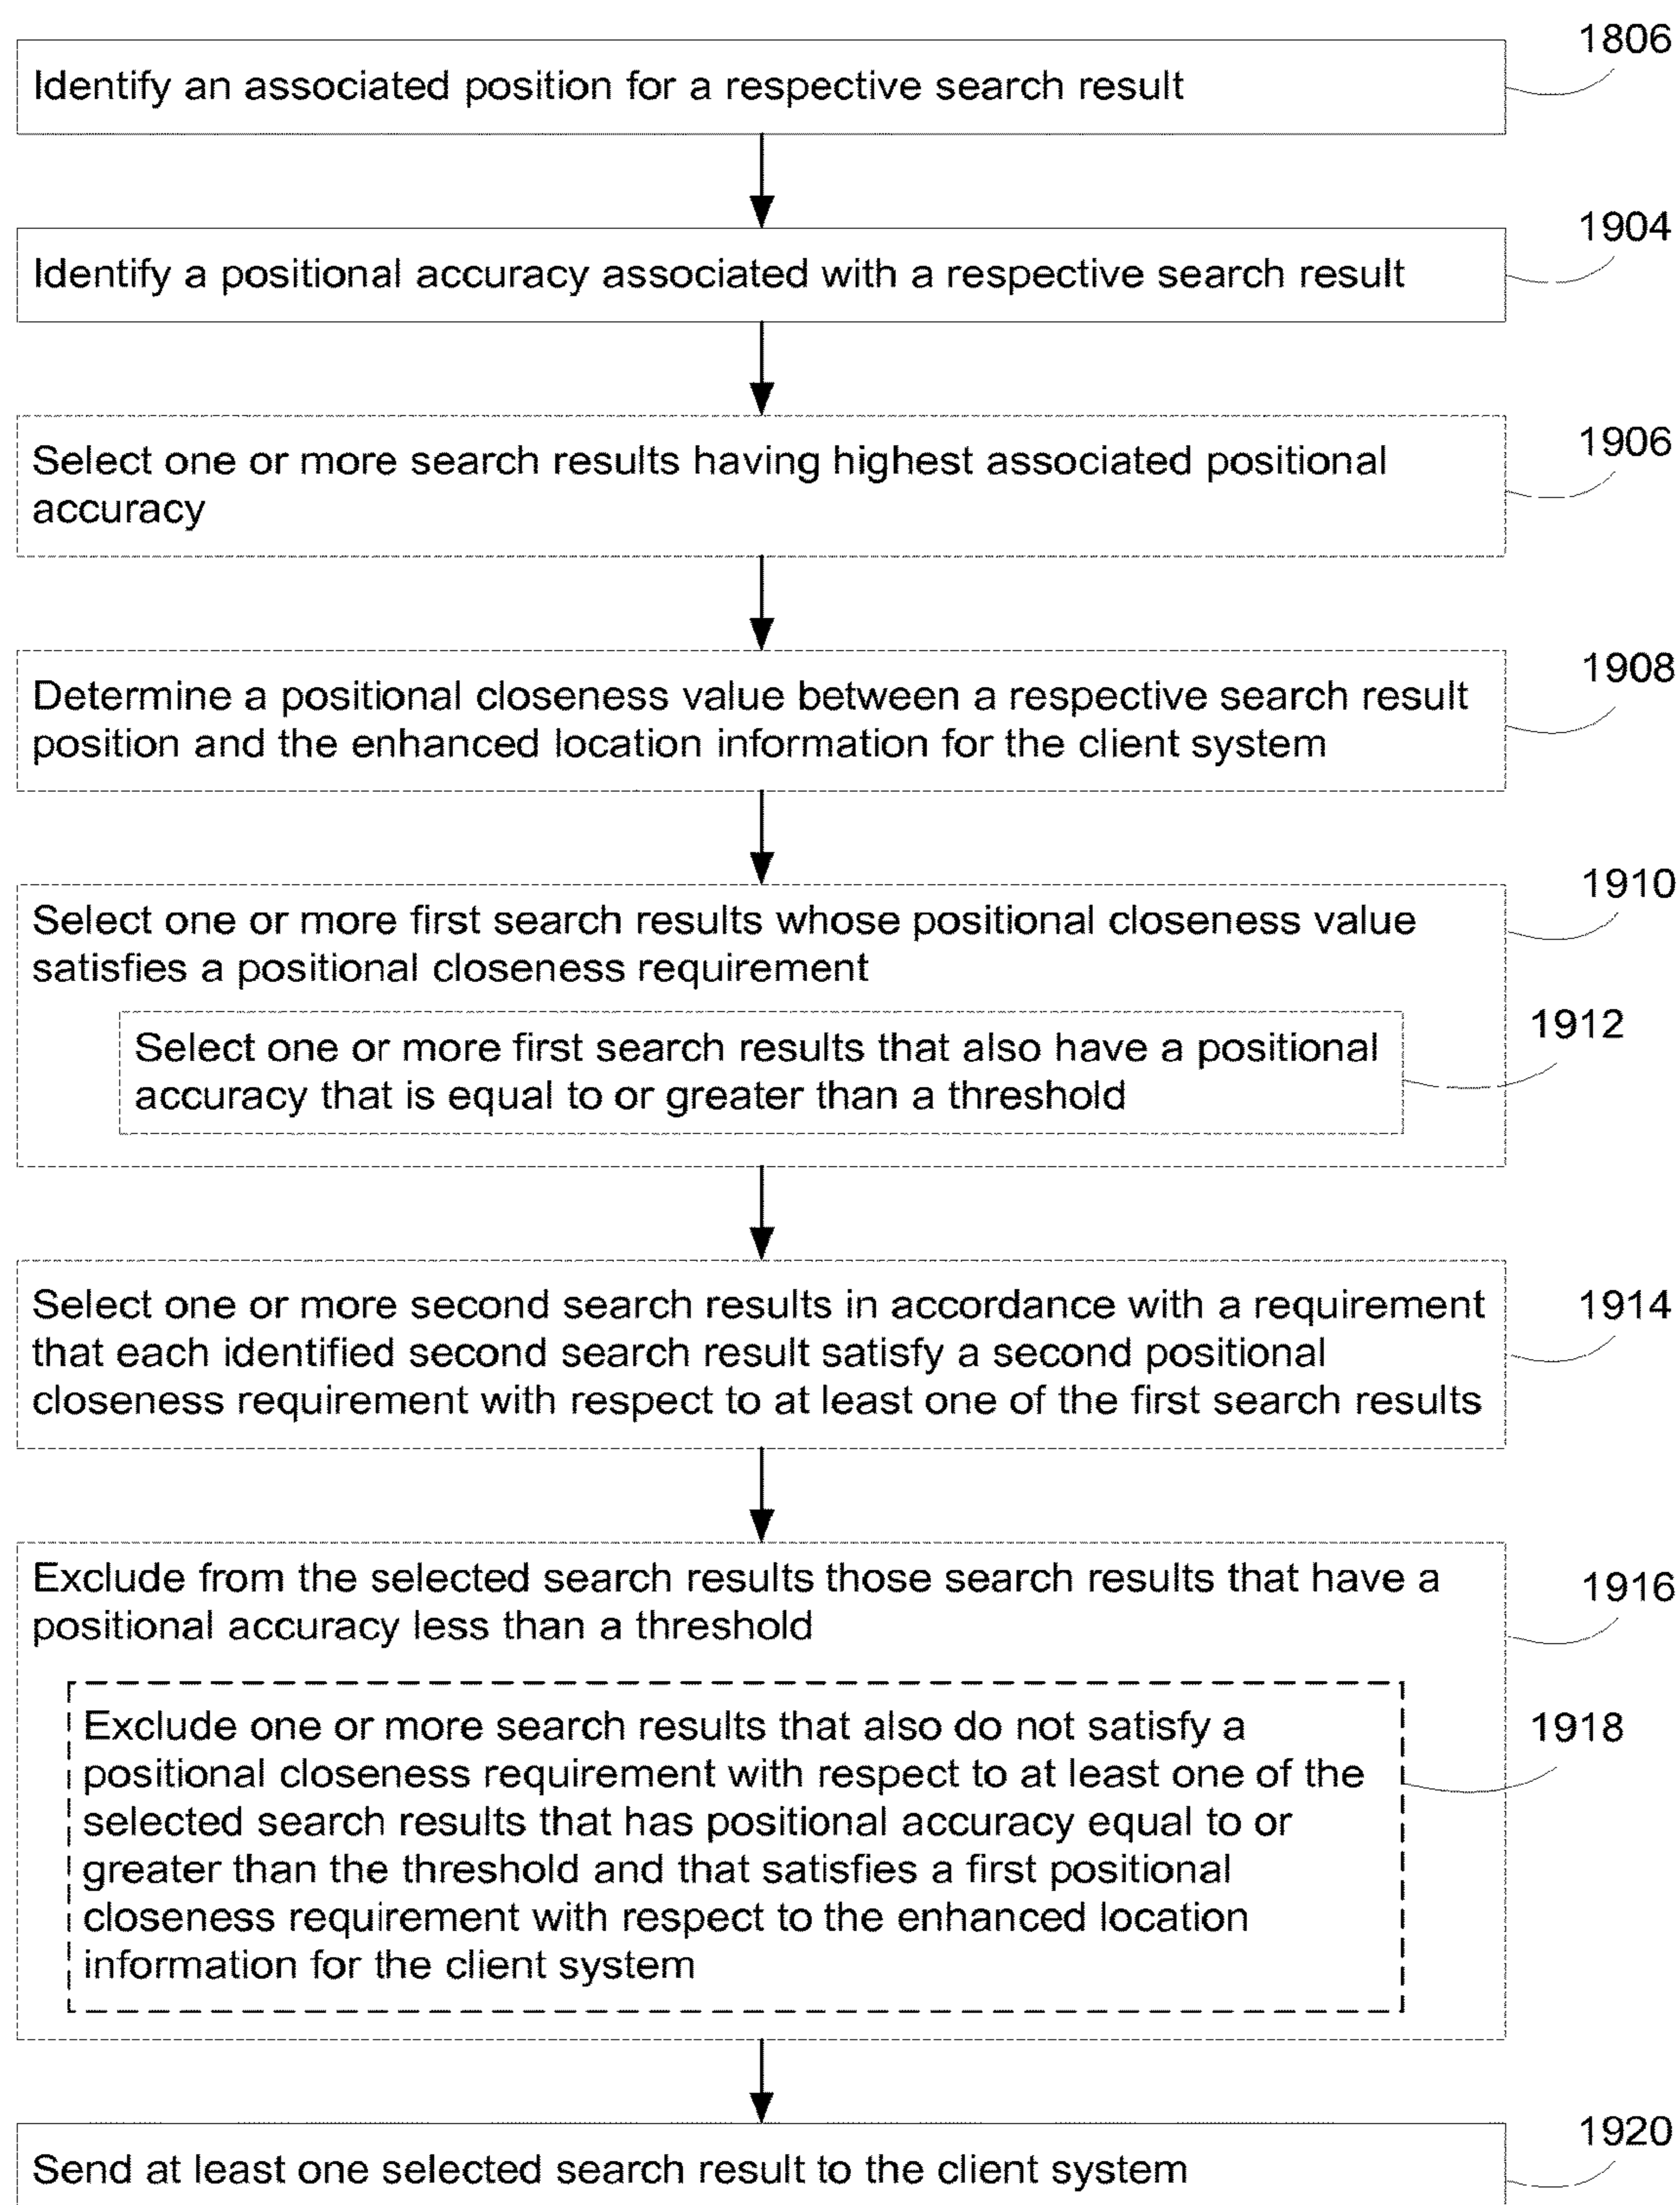 1806
Identify an associated position for a respective search result
1904
Identify a positional accuracy associated with a respective search result
1906
Select one or more search results having highest associated positional
accuracy
1908
Determine a positional closeness value between a respective search result
position and the enhanced location information for the client system
1910
Select one or more first search results whose positional closeness value
satisfies a positional closeness requirement
1912
Select one or more first search results that also have a positional
accuracy that is equal to or greater than a threshold
1914
Select one or more second search results in accordance with a requirement
that each identified second search result satisfy a second positional
closeness requirement with respect to at least one of the first search results
1916
Exclude from the selected search results those search results that have a
positional accuracy less than a threshold
1918
Exclude one or more search results that also do not satisfy a
positional closeness requirement with respect to at least one of the
selected search results that has positional accuracy equal to or
greater than the threshold and that satisfies a first positional
closeness requirement with respect to the enhanced location
information for the client system
1920
Send at least one selected search result to the client system